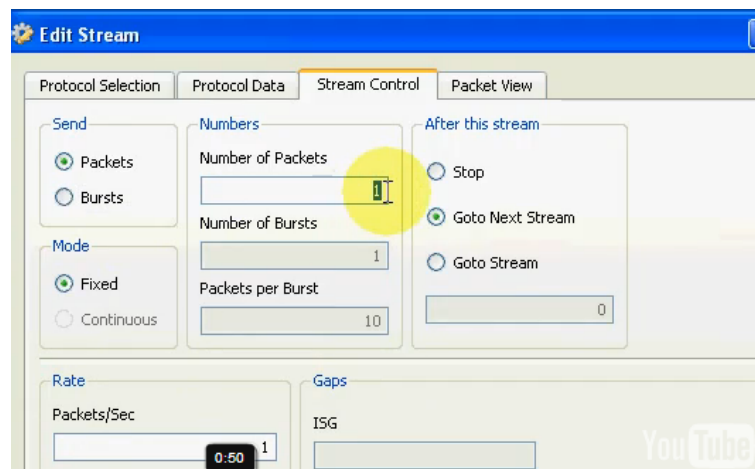 Edit Stream
Protocol Selection Protocol Data Stream Control Packet View
Send
Packets
Bursts
Mode
Fixed
Continuous
Numbers
Number of Packets
1
Number of Bursts
1
Packets per Burst
10
After this stream
Stop
Goto Next Stream
Goto Stream
0
Rate
Packets/Sec
1
0:50
Gaps
ISG
YouTube